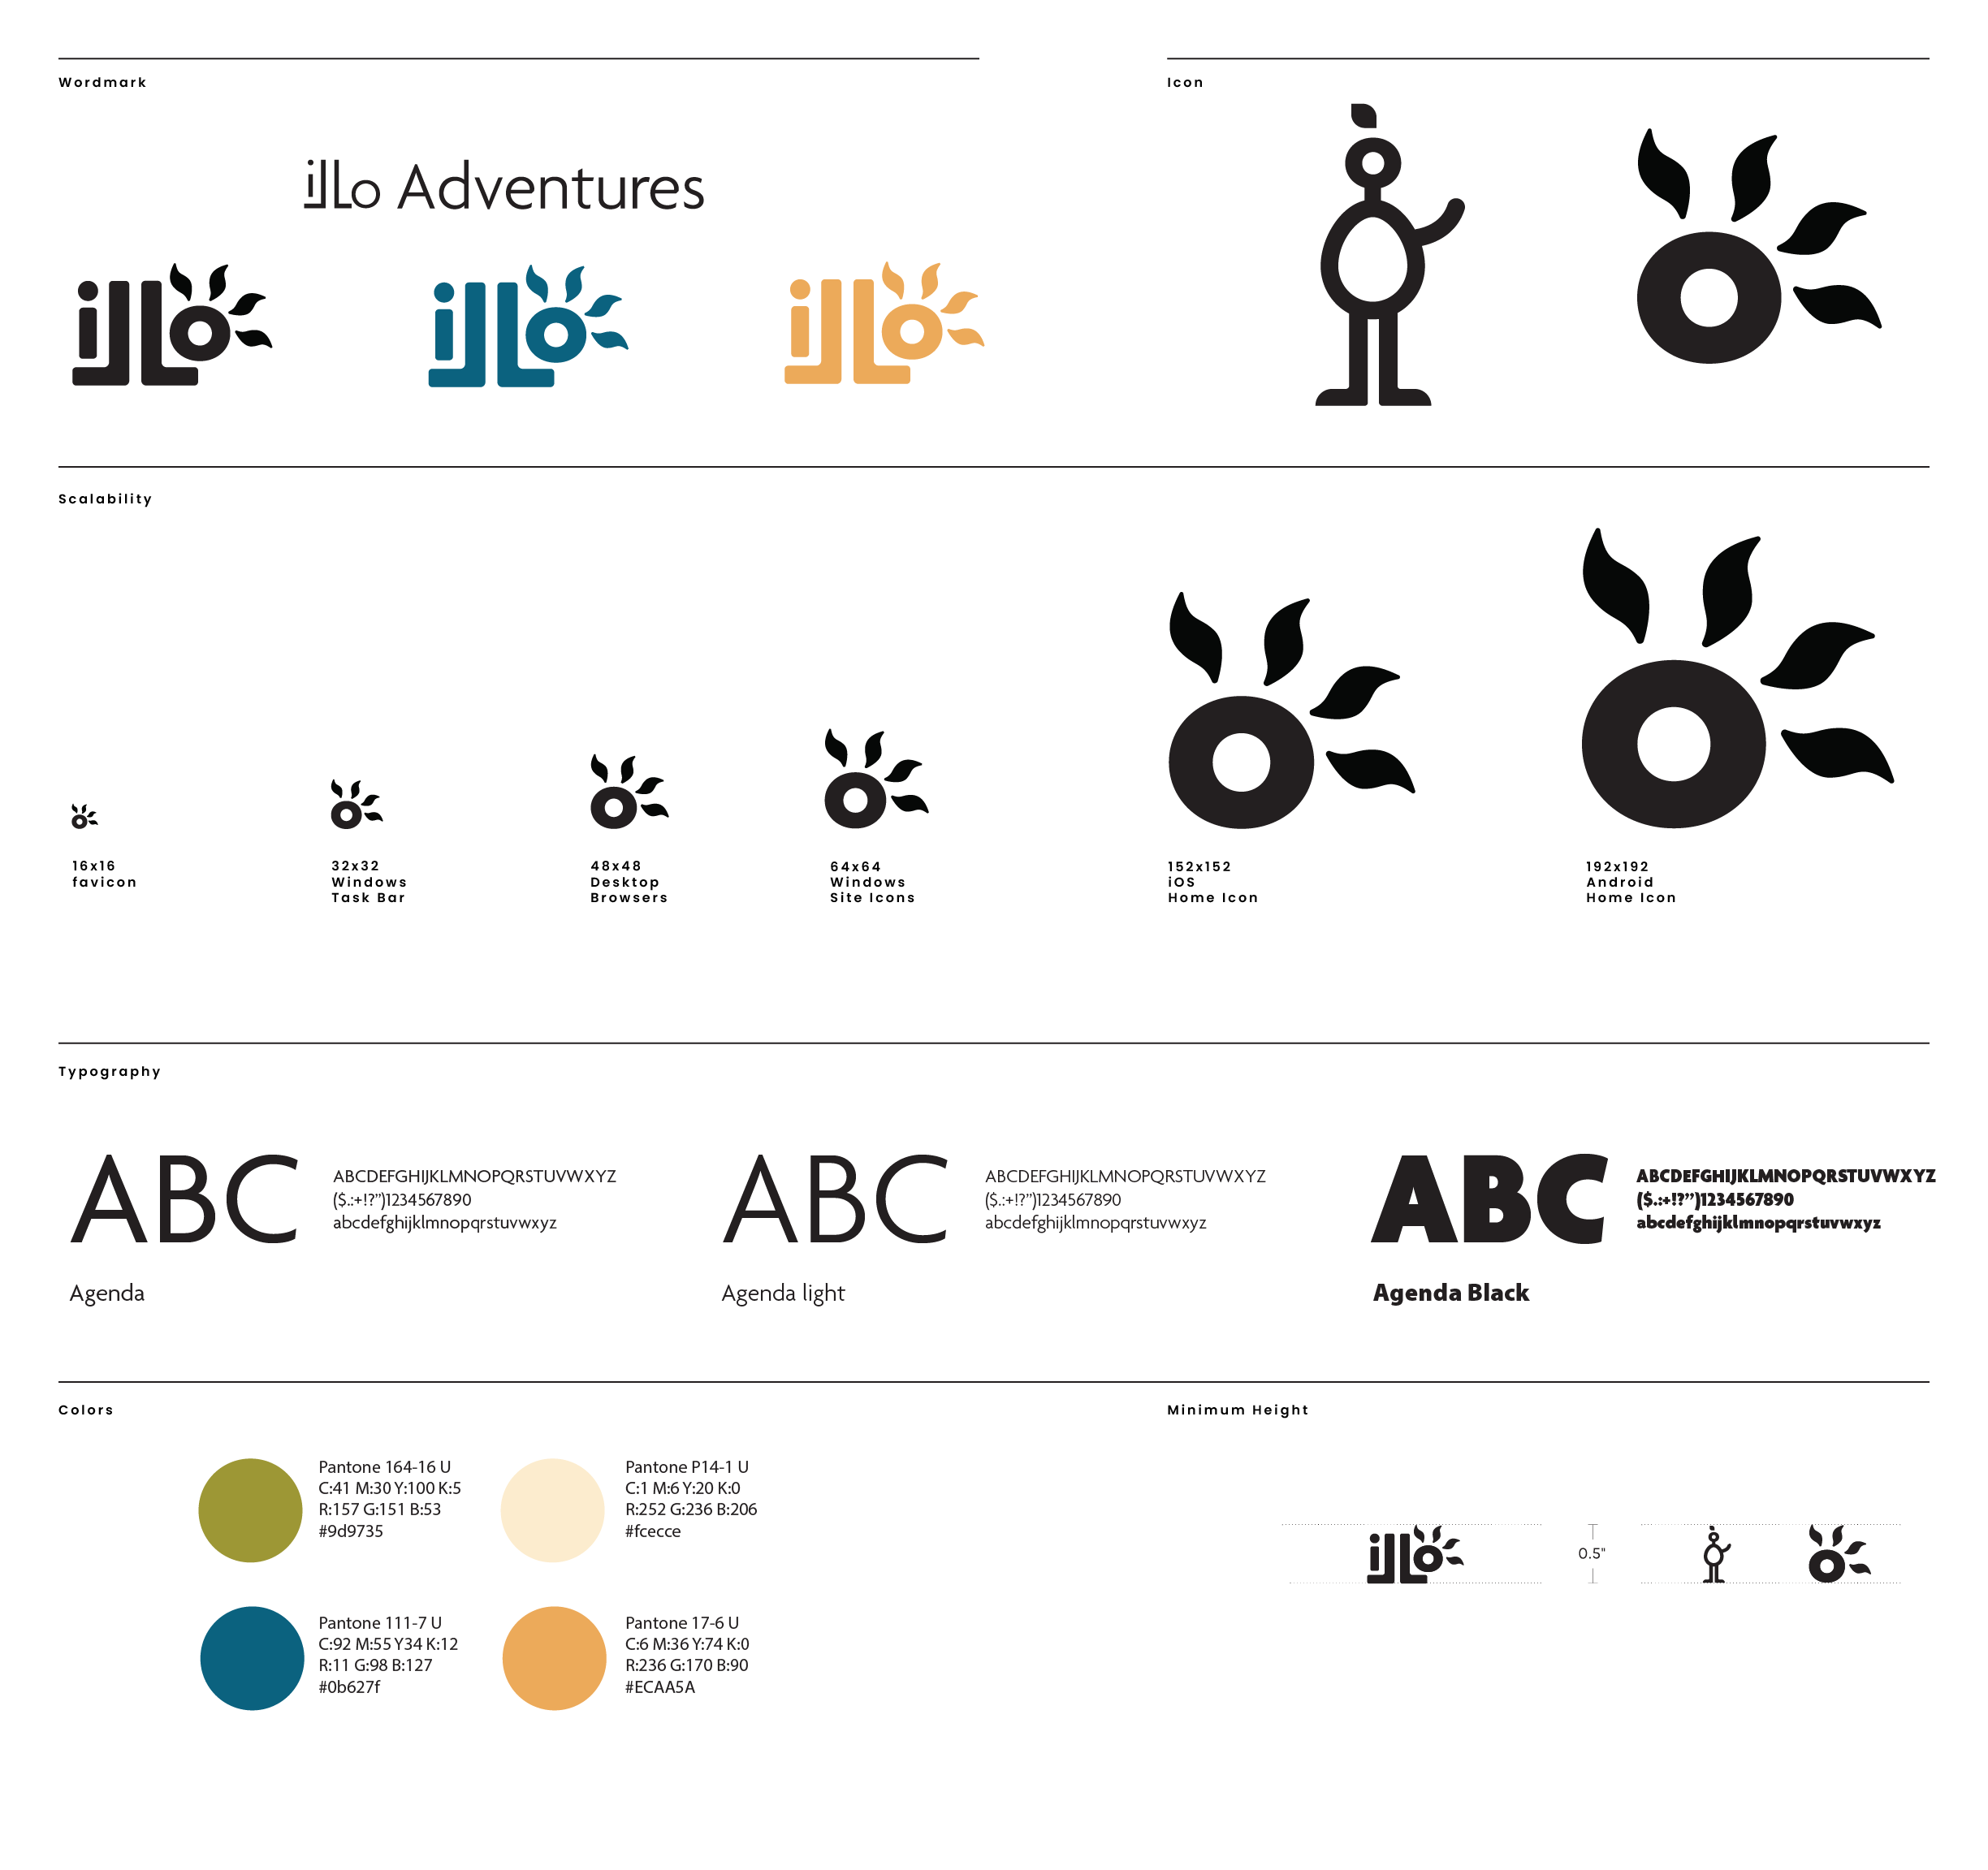 Wordmark
Icon
illo Adventures
illo
illo
illo
Scalability
16x16
favicon
32x32
Windows
Task Bar
48x48
Desktop
Browsers
64x64
Windows
Site Icons
152x152
iOS
Home Icon
192x192
Android
Home Icon
Typography
ABC
ABCDEFGHIJKLMNOPQRSTUVWXYZ
($.:+!?”)1234567890
abcdefghijklmnopqrstuvwxyz
Agenda
ABC
ABCDEFGHIJKLMNOPQRSTUVWXYZ
($.:+!?”)1234567890
abcdefghijklmnopqrstuvwxyz
Agenda light
ABC
ABCDEFGHIJKLMNOPQRSTUVWXYZ
($.:+!?”)1234567890
abcdefghijklmnopqrstuvwxyz
Agenda Black
Colors
Pantone 164-16 U
C:41 M:30 Y:100 K:5
R:157 G:151 B:53
#9d9735
Pantone P14-1 U
C:1 M:6 Y:20 K:0
R:252 G:236 B:206
#fcecce
Pantone 111-7 U
C:92 M:55 Y34 K:12
R:11 G:98 B:127
#0b627f
Pantone 17-6 U
C:6 M:36 Y:74 K:0
R:236 G:170 B:90
#ECAA5A
Minimum Height
illo
0.5"